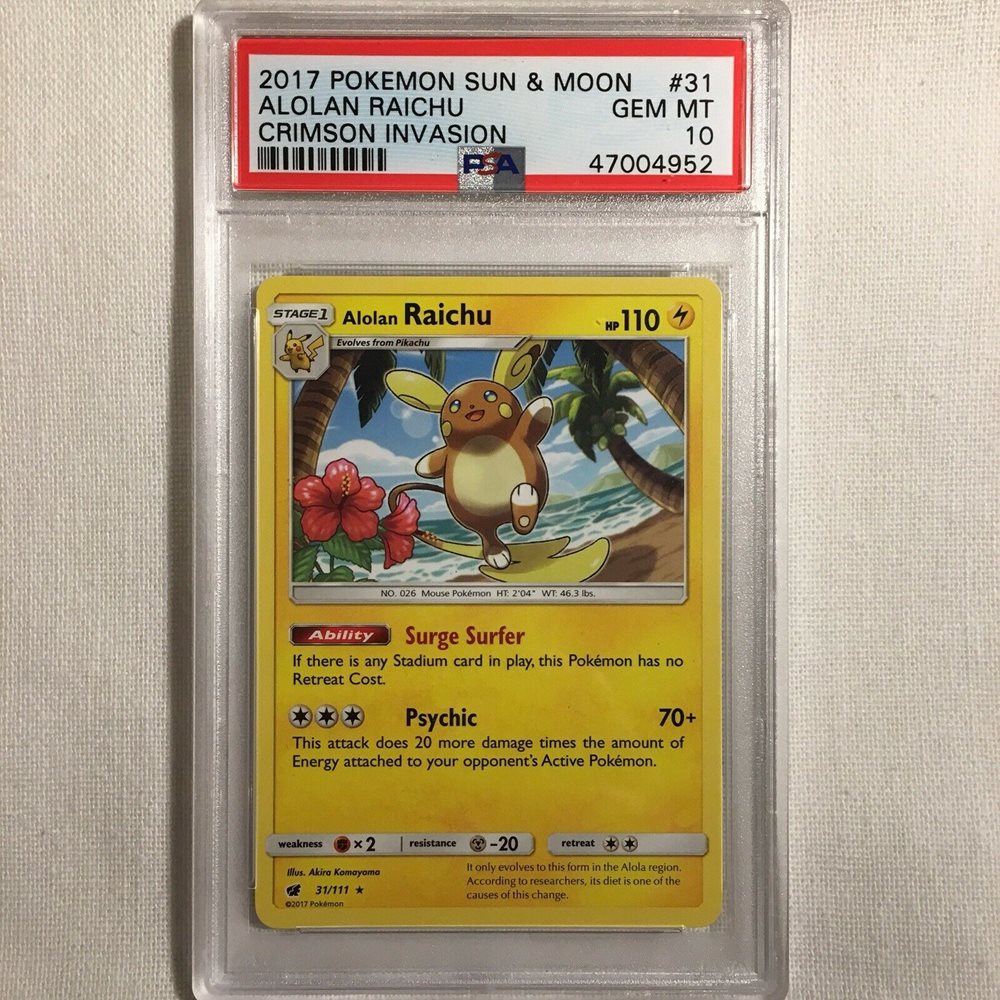 2017 POKEMON SUN & MOON #31
ALOLAN RAICHU GEM MT
CRIMSON INVASION 10
PSA 47004952
STAGE1 Alolan Raichu HP 110
Evolves from Pikachu
NO. 026 Mouse Pokémon HT: 2'04" WT: 46.3 lbs.
Ability Surge Surfer
If there is any Stadium card in play, this Pokémon has no
Retreat Cost.
Psychic 70+
This attack does 20 more damage times the amount of
Energy attached to your opponent's Active Pokémon.
weakness ×2 resistance -20 retreat
Illus. Akira Komayama
31/111
©2017 Pokémon
It only evolves to this form in the Alola region.
According to researchers, its diet is one of the
causes of this change.